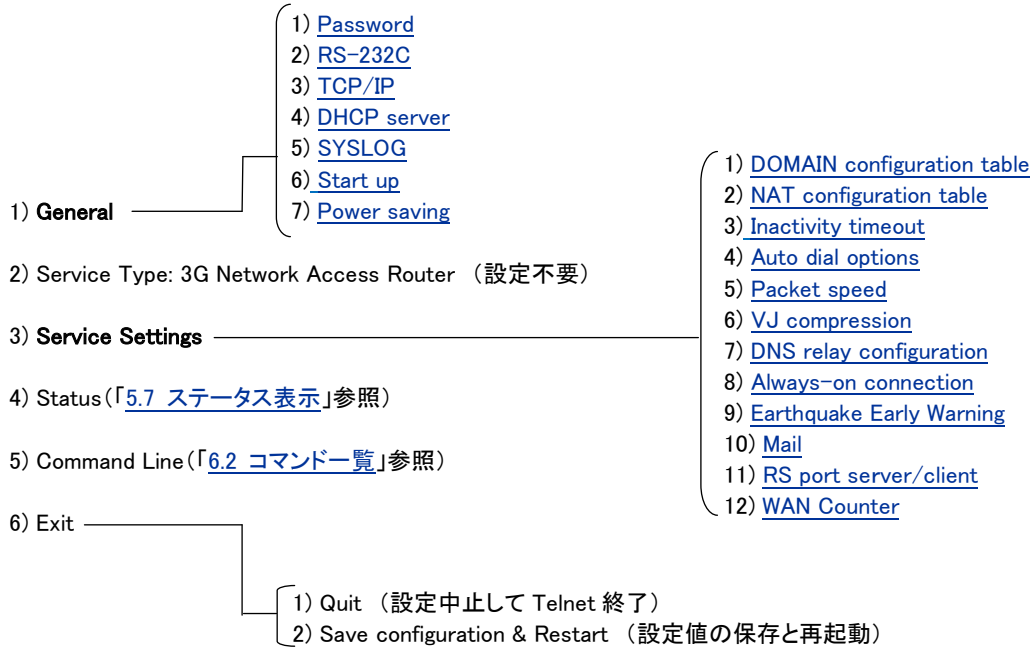 1) General
1) Password
2) RS-232C
3) TCP/IP
4) DHCP server
5) SYSLOG
6) Start up
7) Power saving
2) Service Type: 3G Network Access Router （設定不要）
3) Service Settings
1) DOMAIN configuration table
2) NAT configuration table
3) Inactivity timeout
4) Auto dial options
5) Packet speed
6) VJ compression
7) DNS relay configuration
8) Always-on connection
9) Earthquake Early Warning
10) Mail
11) RS port server/client
12) WAN Counter
4) Status（「5.7 ステータス表示」参照）
5) Command Line（「6.2 コマンド一覧」参照）
6) Exit
1) Quit （設定中止して Telnet 終了）
2) Save configuration & Restart （設定値の保存と再起動）